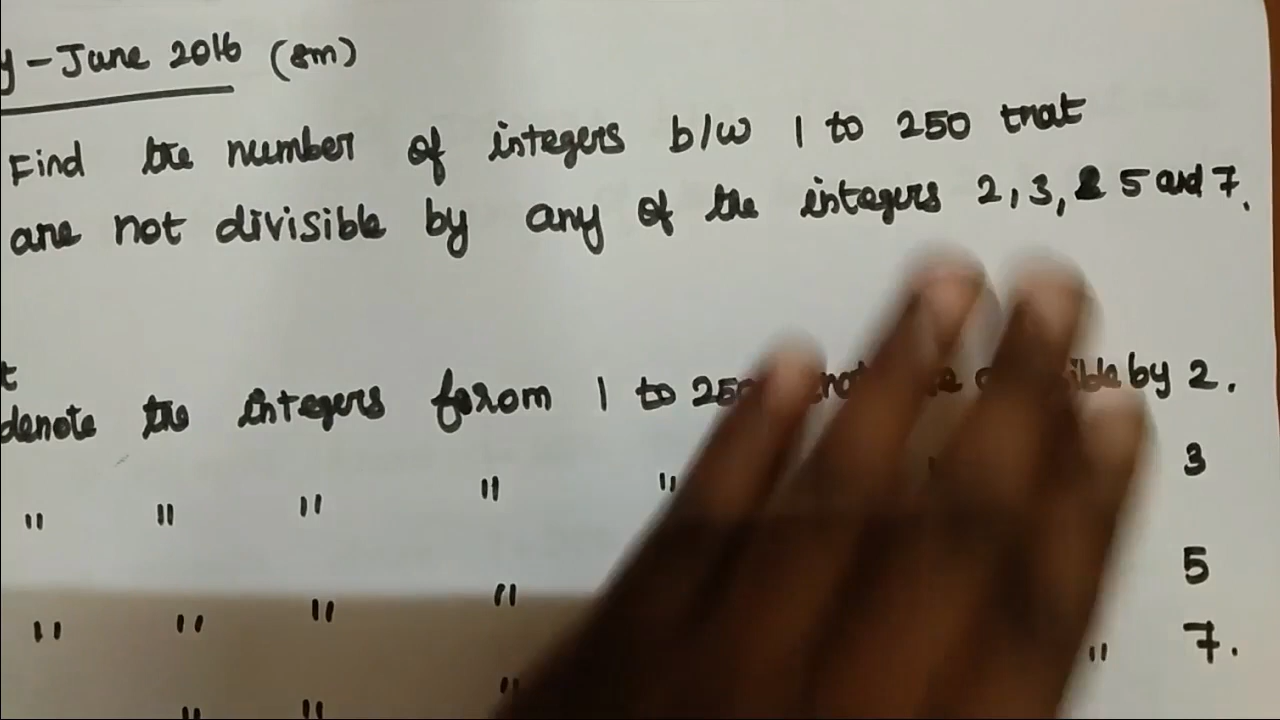 y - June 2016 (8m)
Find the number of integers b/w 1 to 250 that
are not divisible by any of the integers 2, 3, 5 and 7.
t
denote the integers from 1 to 250 by 2.
" " " " " 3
" " " " 5
" " " " 7.